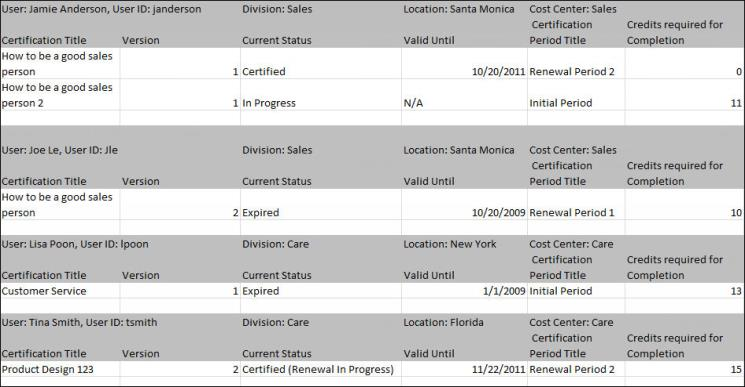 User: Jamie Anderson, User ID: janderson Division: Sales Location: Santa Monica Cost Center: Sales
Certification Credits required for
Certification Title Version Current Status Valid Until Period Title Completion
How to be a good sales
person 1 Certified 10/20/2011 Renewal Period 2 0
How to be a good sales
person 2 1 In Progress N/A Initial Period 11
User: Joe Le, User ID: Jle Division: Sales Location: Santa Monica Cost Center: Sales
Certification Credits required for
Certification Title Version Current Status Valid Until Period Title Completion
How to be a good sales
person 2 Expired 10/20/2009 Renewal Period 1 10
User: Lisa Poon, User ID: lpoon Division: Care Location: New York Cost Center: Care
Certification Credits required for
Certification Title Version Current Status Valid Until Period Title Completion
Customer Service 1 Expired 1/1/2009 Initial Period 13
User: Tina Smith, User ID: tsmith Division: Care Location: Florida Cost Center: Care
Certification Credits required for
Certification Title Version Current Status Valid Until Period Title Completion
Product Design 123 2 Certified (Renewal In Progress) 11/22/2011 Renewal Period 2 15